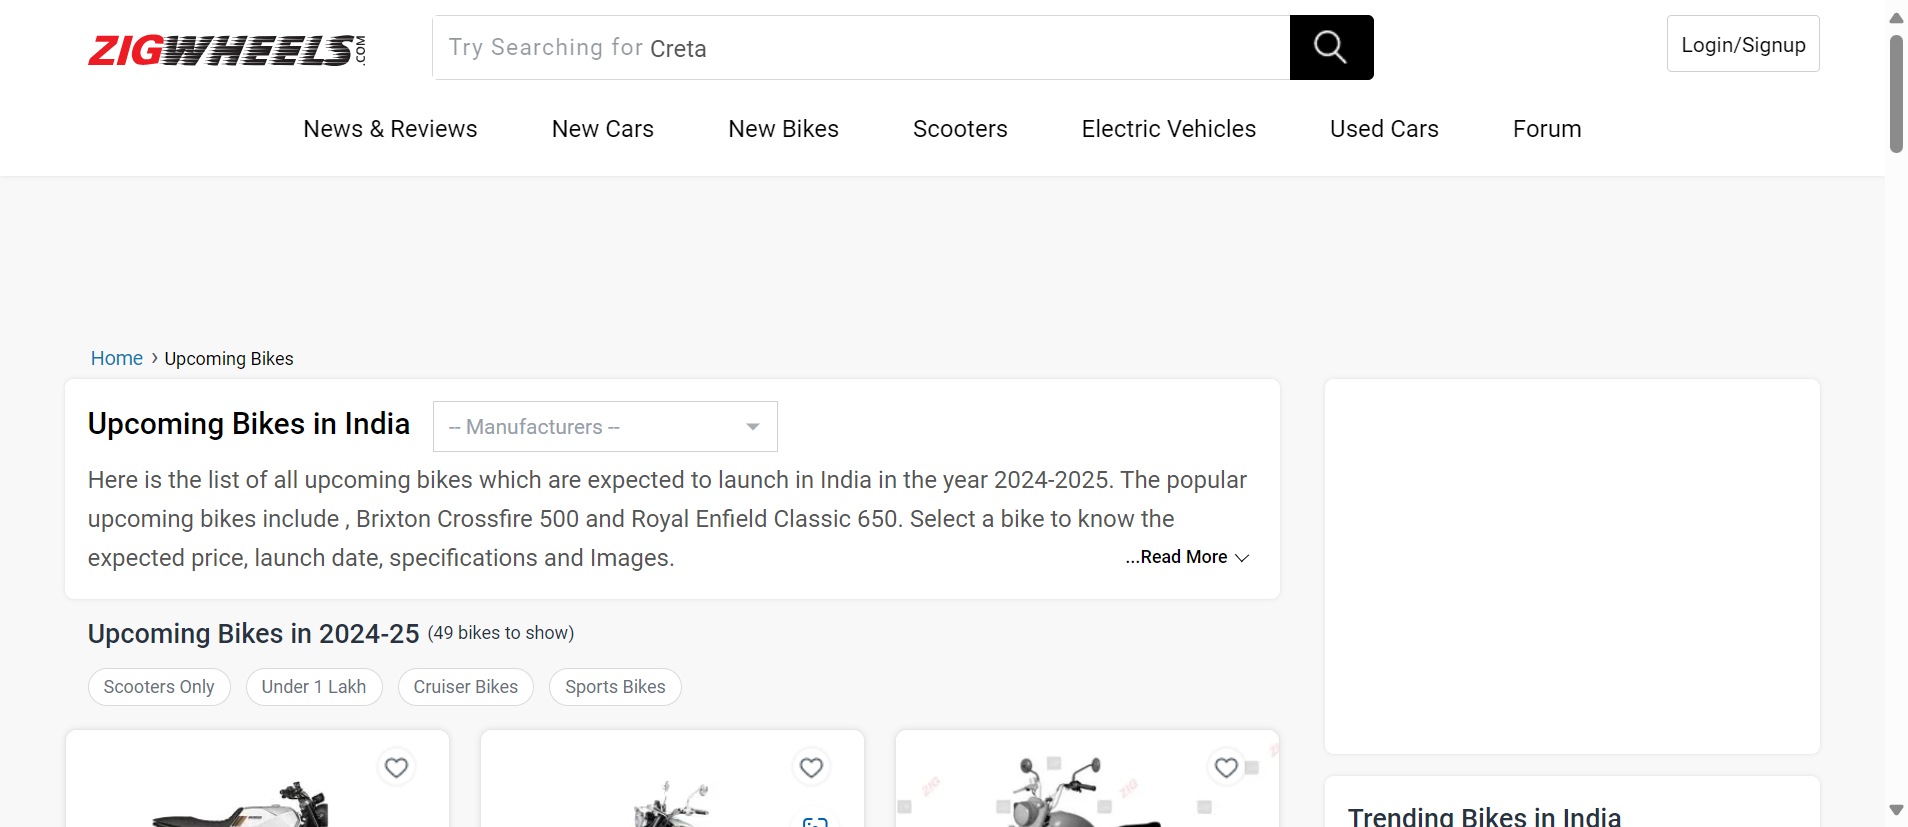 ZIGWHEELS.COM
Try Searching for Creta
Login/Signup
News & Reviews
New Cars
New Bikes
Scooters
Electric Vehicles
Used Cars
Forum
Home › Upcoming Bikes
Upcoming Bikes in India
-- Manufacturers --
Here is the list of all upcoming bikes which are expected to launch in India in the year 2024-2025. The popular
upcoming bikes include , Brixton Crossfire 500 and Royal Enfield Classic 650. Select a bike to know the
expected price, launch date, specifications and Images.
...Read More
Upcoming Bikes in 2024-25 (49 bikes to show)
Scooters Only
Under 1 Lakh
Cruiser Bikes
Sports Bikes
ZIG
ZIG
Trending Bikes in India